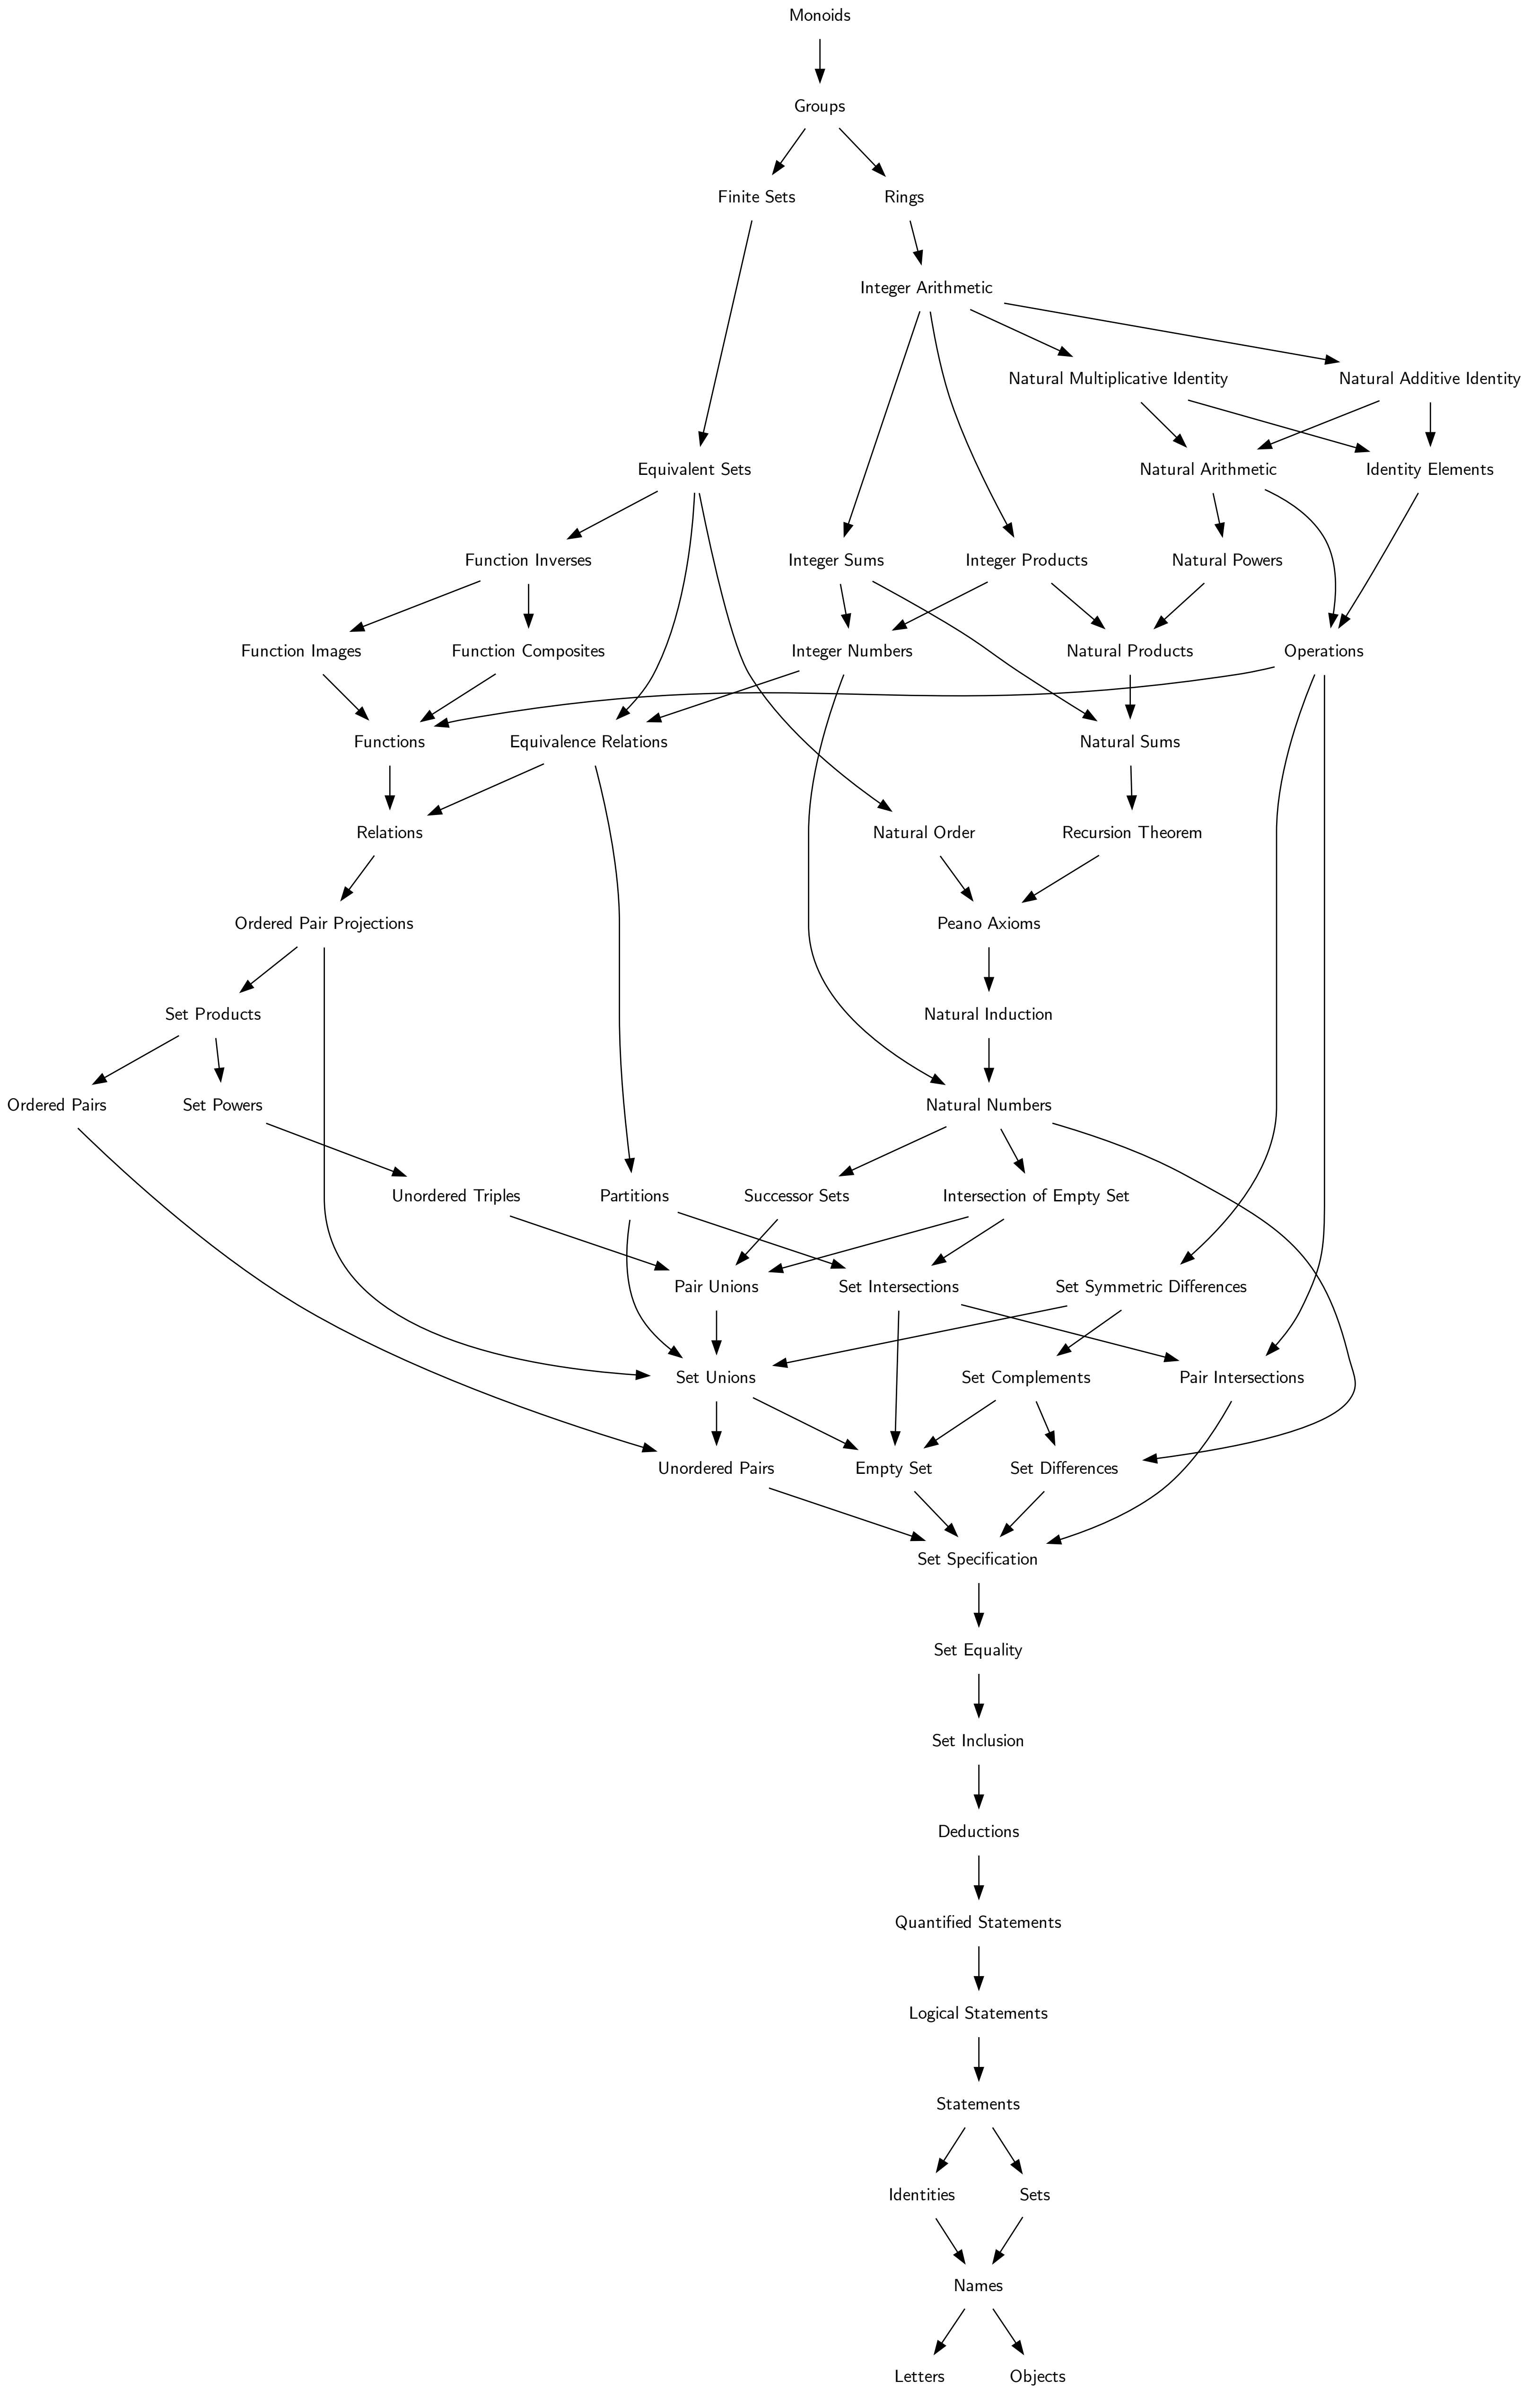 Monoids
Groups
Finite Sets
Rings
Integer Arithmetic
Natural Multiplicative Identity
Natural Additive Identity
Equivalent Sets
Natural Arithmetic
Identity Elements
Function Inverses
Integer Sums
Integer Products
Natural Powers
Function Images
Function Composites
Integer Numbers
Natural Products
Operations
Functions
Equivalence Relations
Natural Sums
Relations
Natural Order
Recursion Theorem
Ordered Pair Projections
Peano Axioms
Set Products
Natural Induction
Ordered Pairs
Set Powers
Natural Numbers
Unordered Triples
Partitions
Successor Sets
Intersection of Empty Set
Pair Unions
Set Intersections
Set Symmetric Differences
Set Unions
Set Complements
Pair Intersections
Unordered Pairs
Empty Set
Set Differences
Set Specification
Set Equality
Set Inclusion
Deductions
Quantified Statements
Logical Statements
Statements
Identities
Sets
Names
Letters
Objects